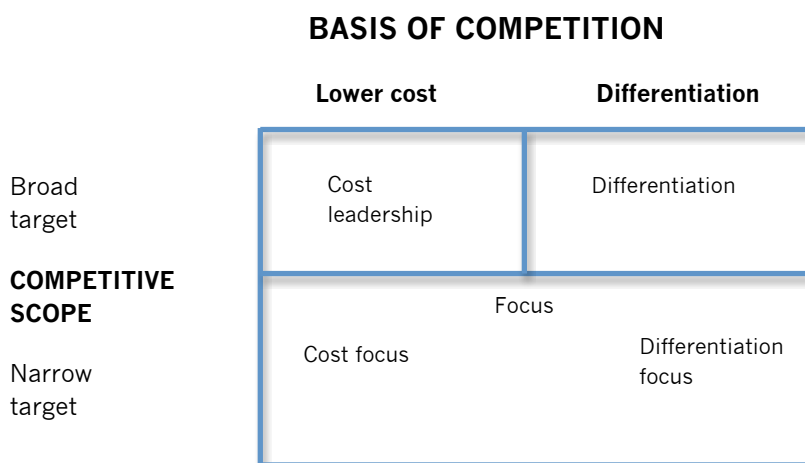 BASIS OF COMPETITION
Lower cost Differentiation
Broad
target
Cost
leadership
Differentiation
COMPETITIVE
SCOPE
Focus
Narrow
target
Cost focus
Differentiation
focus